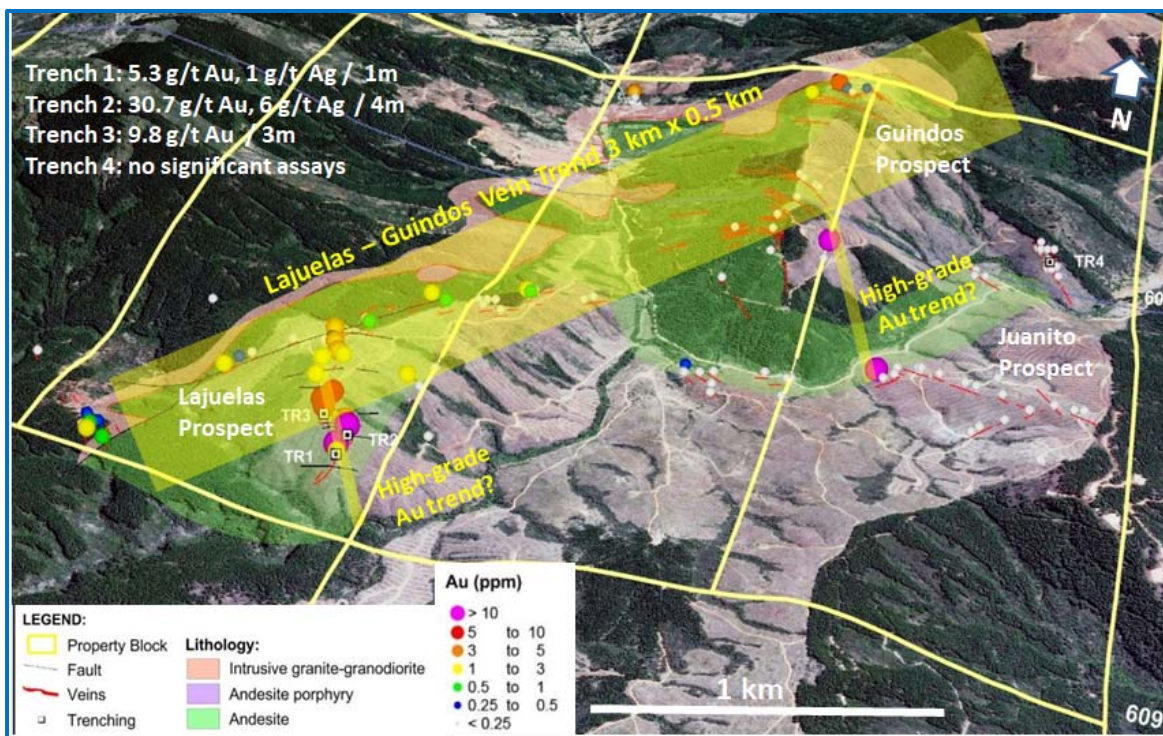 Trench 1: 5.3 g/t Au, 1 g/t Ag / 1m
Trench 2: 30.7 g/t Au, 6 g/t Ag / 4m
Trench 3: 9.8 g/t Au / 3m
Trench 4: no significant assays
N
Lajuelas – Guindos Vein Trend 3 km x 0.5 km
Guindos
Prospect
TR4
High-grade
Au trend?
Juanito
Prospect
60
Lajuelas
Prospect
TR3
TR2
TR1
High-grade
Au trend?
LEGEND:
Property Block
Fault
Veins
Trenching
Lithology:
Intrusive granite-granodiorite
Andesite porphyry
Andesite
Au (ppm)
> 10
5 to 10
3 to 5
1 to 3
0.5 to 1
0.25 to 0.5
< 0.25
1 km
609